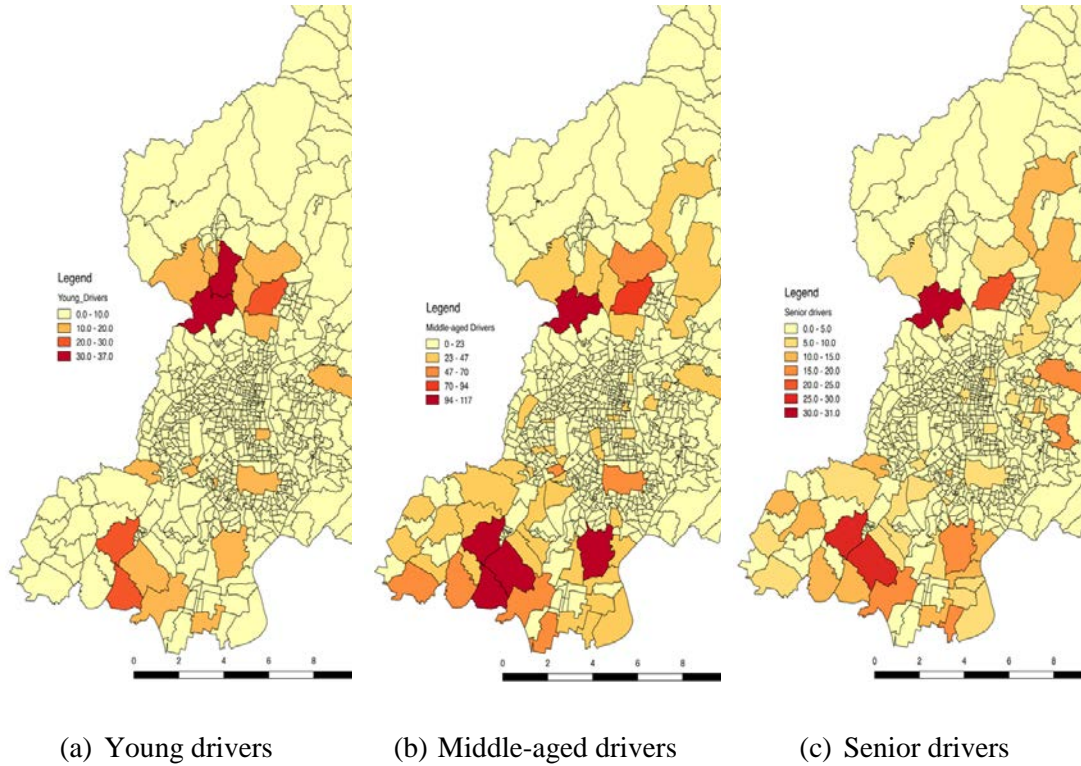 Legend
Young_Drivers
0.0 - 10.0
10.0 - 20.0
20.0 - 30.0
30.0 - 37.0
0 2 4 6 8
Legend
Middle-aged Drivers
0 - 23
23 - 47
47 - 70
70 - 94
94 - 117
0 2 4 6 8
Legend
Senior drivers
0.0 - 5.0
5.0 - 10.0
10.0 - 15.0
15.0 - 20.0
20.0 - 25.0
25.0 - 30.0
30.0 - 31.0
0 2 4 6 8
(a) Young drivers
(b) Middle-aged drivers
(c) Senior drivers